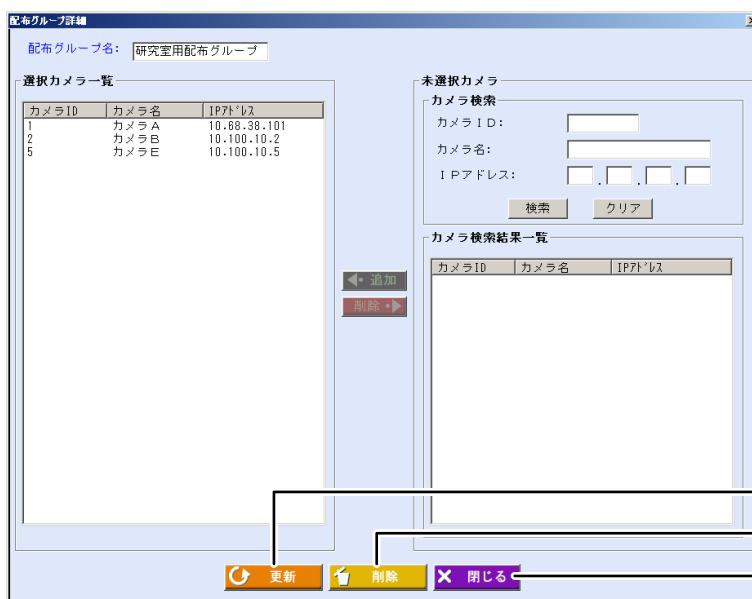 配布グループ詳細
配布グループ名: 研究室用配布グループ
選択カメラ一覧
カメラID カメラ名 IPアドレス
1 カメラA 10.68.38.101
2 カメラB 10.100.10.2
5 カメラE 10.100.10.5
◀• 追加
削除 •▶
未選択カメラ
カメラ検索
カメラID:
カメラ名:
IPアドレス:
. . .
検索 クリア
カメラ検索結果一覧
カメラID カメラ名 IPアドレス
更新 削除 閉じる